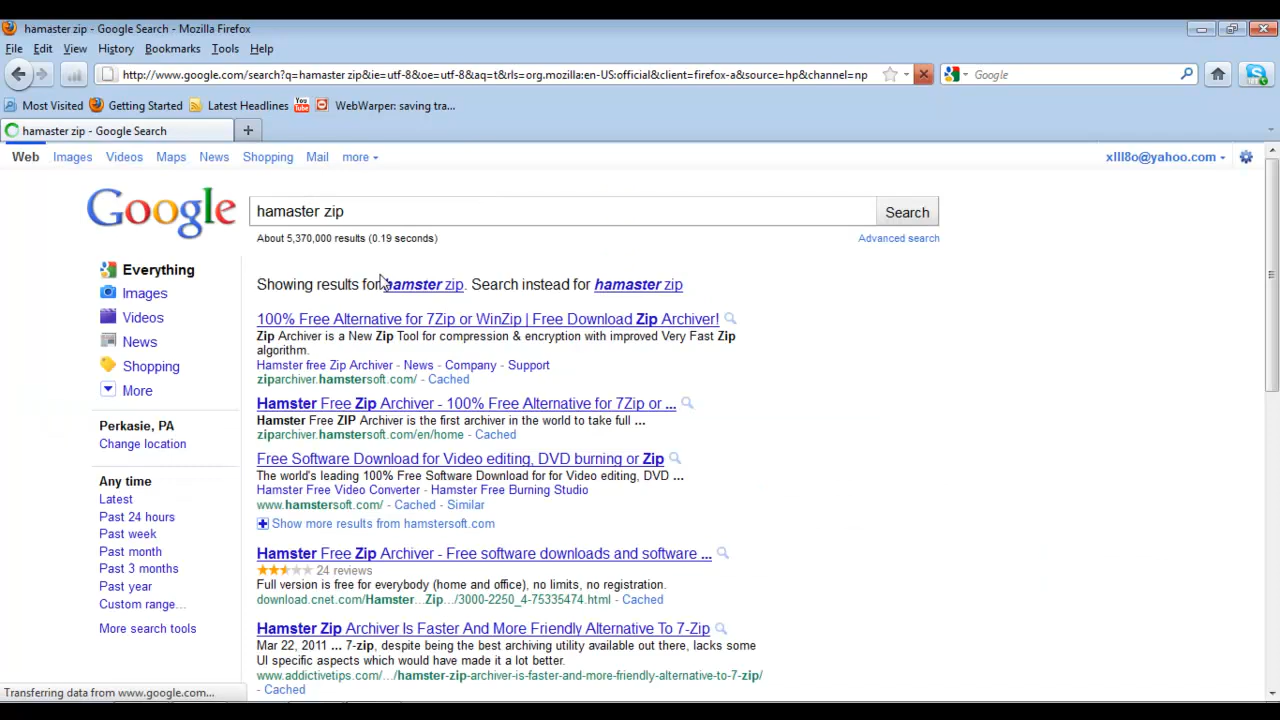 hamaster zip - Google Search - Mozilla Firefox
File Edit View History Bookmarks Tools Help
http://www.google.com/search?q=hamaster zip&ie=utf-8&oe=utf-8&aq=t&rls=org.mozilla:en-US:official&client=firefox-a&source=hp&channel=np
Google
Most Visited Getting Started Latest Headlines You Tube WebWarper: saving tra...
hamaster zip - Google Search
Web Images Videos Maps News Shopping Mail more xlll8o@yahoo.com
Google
hamaster zip
Search
About 5,370,000 results (0.19 seconds)
Advanced search
Everything
Images
Videos
News
Shopping
More
Perkasie, PA
Change location
Any time
Latest
Past 24 hours
Past week
Past month
Past 3 months
Past year
Custom range...
More search tools
Showing results for hamster zip. Search instead for hamaster zip
100% Free Alternative for 7Zip or WinZip | Free Download Zip Archiver!
Zip Archiver is a New Zip Tool for compression & encryption with improved Very Fast Zip
algorithm.
Hamster free Zip Archiver - News - Company - Support
ziparchiver.hamstersoft.com/ - Cached
Hamster Free Zip Archiver - 100% Free Alternative for 7Zip or ...
Hamster Free ZIP Archiver is the first archiver in the world to take full ...
ziparchiver.hamstersoft.com/en/home - Cached
Free Software Download for Video editing, DVD burning or Zip
The world's leading 100% Free Software Download for for Video editing, DVD ...
Hamster Free Video Converter - Hamster Free Burning Studio
www.hamstersoft.com/ - Cached - Similar
Show more results from hamstersoft.com
Hamster Free Zip Archiver - Free software downloads and software ...
24 reviews
Full version is free for everybody (home and office), no limits, no registration.
download.cnet.com/Hamster...Zip.../3000-2250_4-75335474.html - Cached
Hamster Zip Archiver Is Faster And More Friendly Alternative To 7-Zip
Mar 22, 2011 ... 7-zip, despite being the best archiving utility available out there, lacks some
UI specific aspects which would have made it a lot better.
www.addictivetips.com/.../hamster-zip-archiver-is-faster-and-more-friendly-alternative-to-7-zip/
- Cached
Transferring data from www.google.com...